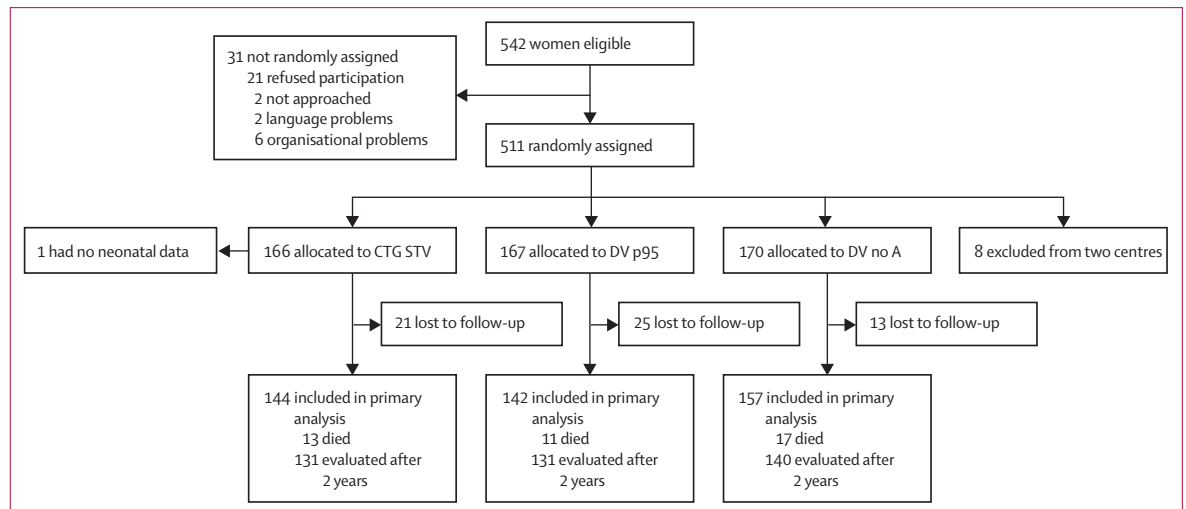 542 women eligible
31 not randomly assigned
21 refused participation
2 not approached
2 language problems
6 organisational problems
511 randomly assigned
1 had no neonatal data
166 allocated to CTG STV
167 allocated to DV p95
170 allocated to DV no A
8 excluded from two centres
21 lost to follow-up
25 lost to follow-up
13 lost to follow-up
144 included in primary
analysis
13 died
131 evaluated after
2 years
142 included in primary
analysis
11 died
131 evaluated after
2 years
157 included in primary
analysis
17 died
140 evaluated after
2 years